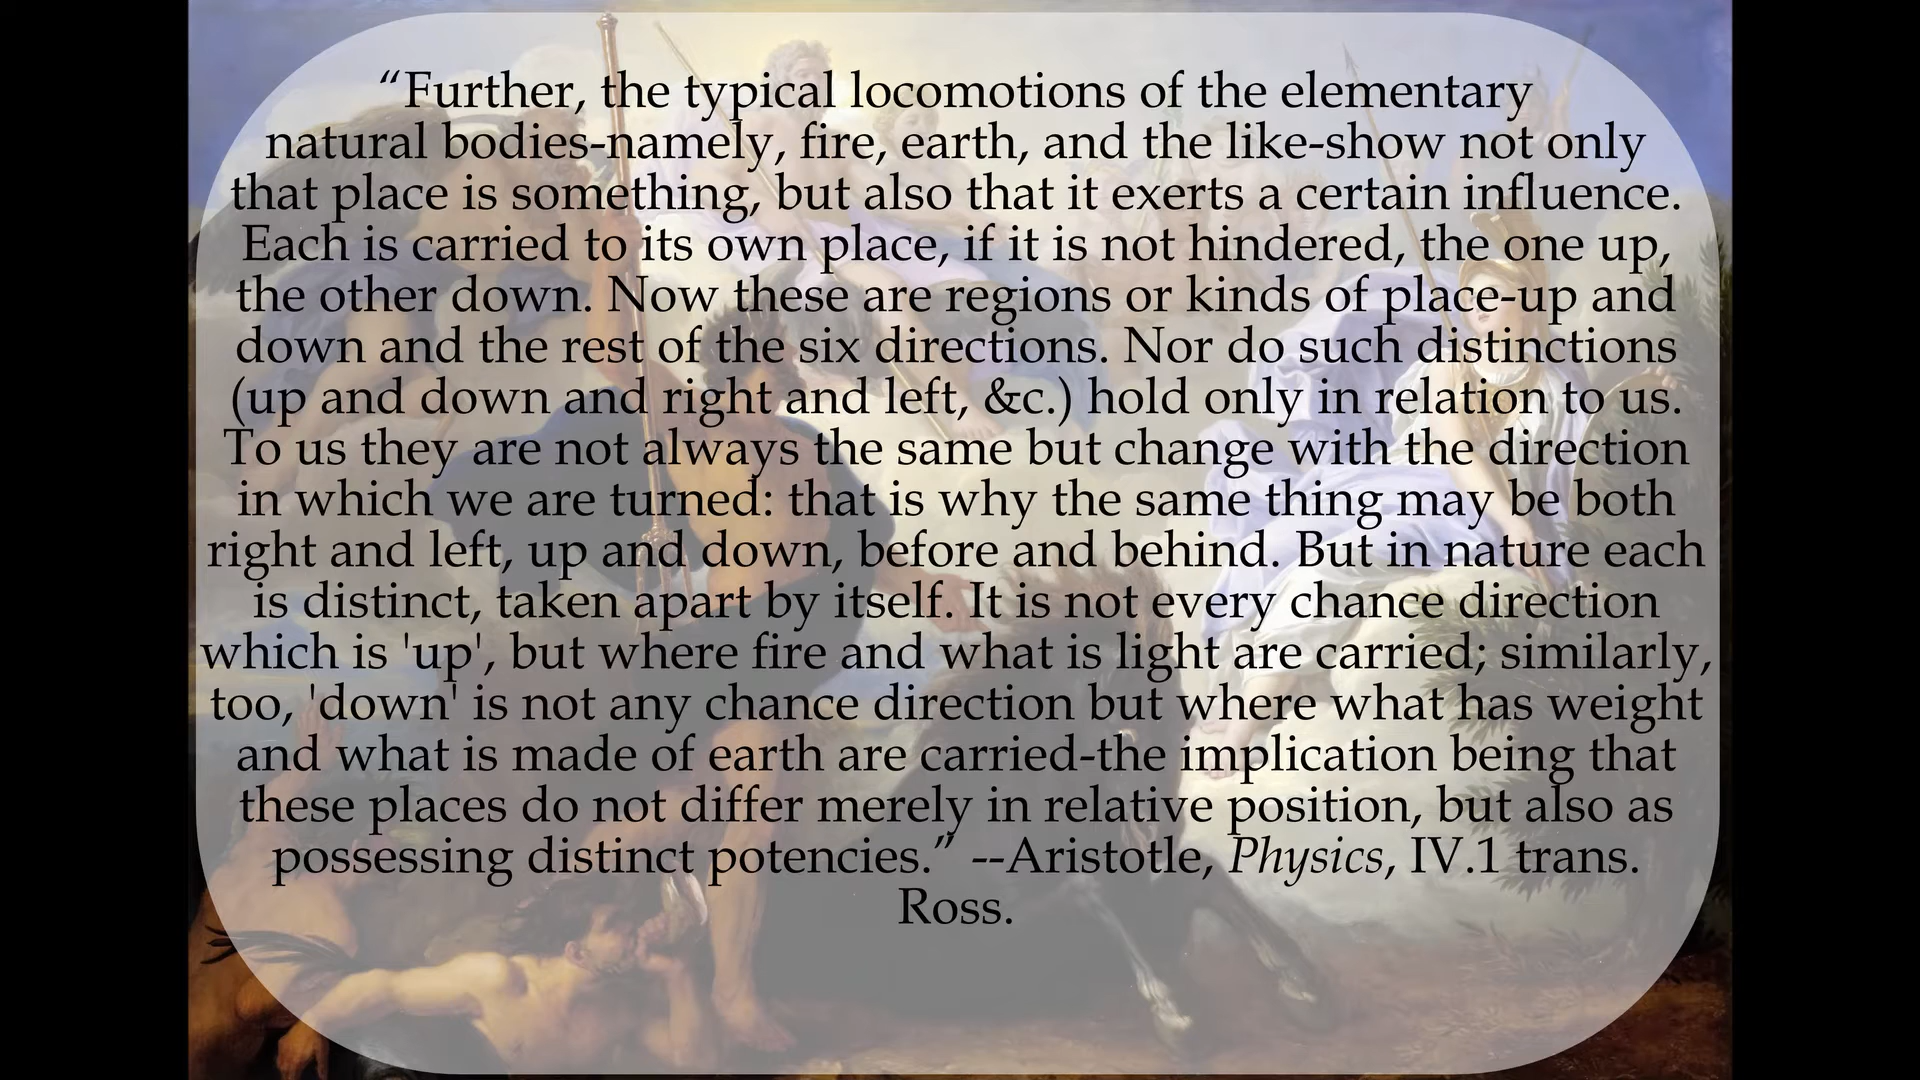 “Further, the typical locomotions of the elementary
natural bodies-namely, fire, earth, and the like-show not only
that place is something, but also that it exerts a certain influence.
Each is carried to its own place, if it is not hindered, the one up,
the other down. Now these are regions or kinds of place-up and
down and the rest of the six directions. Nor do such distinctions
(up and down and right and left, &c.) hold only in relation to us.
To us they are not always the same but change with the direction
in which we are turned: that is why the same thing may be both
right and left, up and down, before and behind. But in nature each
is distinct, taken apart by itself. It is not every chance direction
which is 'up', but where fire and what is light are carried; similarly,
too, 'down' is not any chance direction but where what has weight
and what is made of earth are carried-the implication being that
these places do not differ merely in relative position, but also as
possessing distinct potencies.” --Aristotle, Physics, IV.1 trans.
Ross.